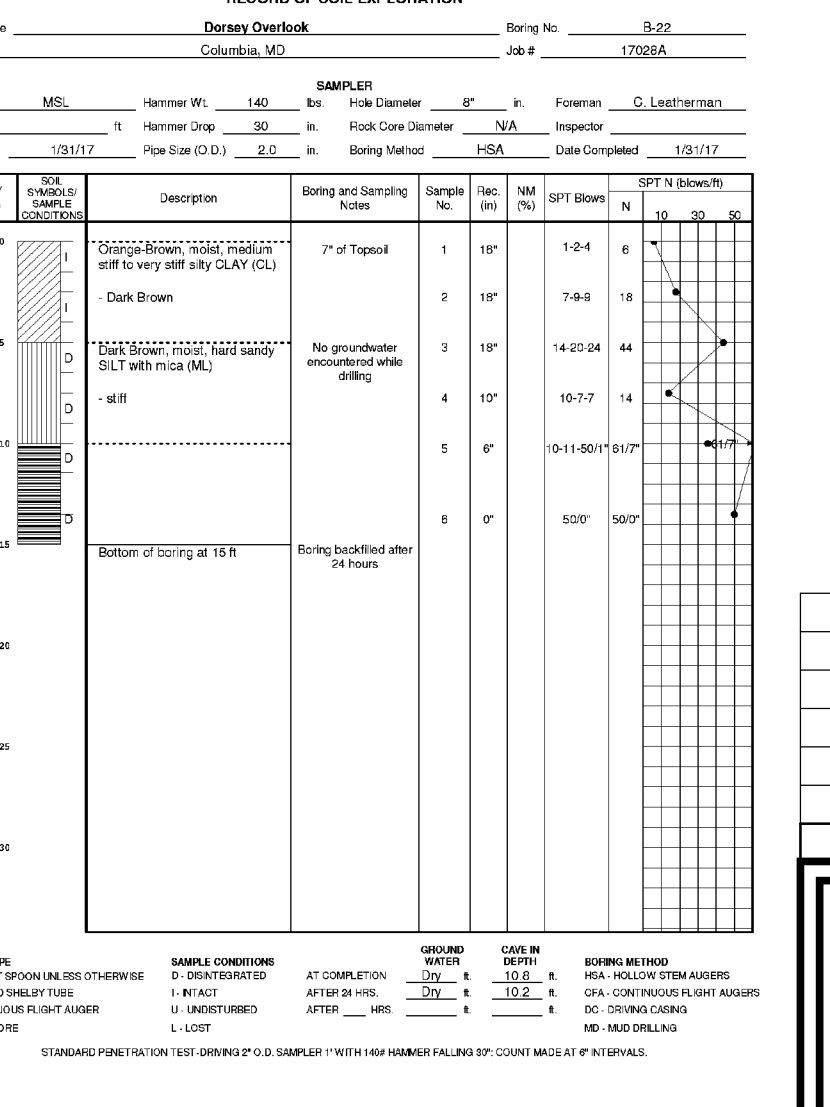 RECORD OF SOIL EXPLORATION
Dorsey Overlook Boring No. B-22
Columbia, MD Job # 17028A
SAMPLER
MSL Hammer Wt. 140 lbs. Hole Diameter 8" in. Foreman C. Leatherman
ft Hammer Drop 30 in. Rock Core Diameter N/A Inspector
1/31/17 Pipe Size (O.D.) 2.0 in. Boring Method HSA Date Completed 1/31/17
SOIL SYMBOLS/ SAMPLE CONDITIONS Description Boring and Sampling Notes Sample No. Rec. (in) NM (%) SPT Blows SPT N (blows/ft)
N 10 30 50
0
Orange-Brown, moist, medium 7" of Topsoil 1 18" 1-2-4 6
I stiff to very stiff silty CLAY (CL)
- Dark Brown 2 18" 7-9-9 18
I
5
D Dark Brown, moist, hard sandy No groundwater 3 18" 14-20-24 44
SILT with mica (ML) encountered while
drilling
- stiff 4 10" 10-7-7 14
D
10
D 5 6" 10-11-50/1" 61/7" 61/7"
D 6 0" 50/0" 50/0"
15
Bottom of boring at 15 ft Boring backfilled after
24 hours
20
25
30
GROUND WATER CAVE IN DEPTH
PE SAMPLE CONDITIONS BORING METHOD
T SPOON UNLESS OTHERWISE D - DISINTEGRATED AT COMPLETION Dry ft. 10.8 ft. HSA - HOLLOW STEM AUGERS
D SHELBY TUBE I - INTACT AFTER 24 HRS. Dry ft. 10.2 ft. CFA - CONTINUOUS FLIGHT AUGERS
UOUS FLIGHT AUGER U - UNDISTURBED AFTER ____ HRS. ft. ft. DC - DRIVING CASING
ORE L - LOST MD - MUD DRILLING
STANDARD PENETRATION TEST-DRIVING 2" O.D. SAMPLER 1' WITH 140# HAMMER FALLING 30": COUNT MADE AT 6" INTERVALS.